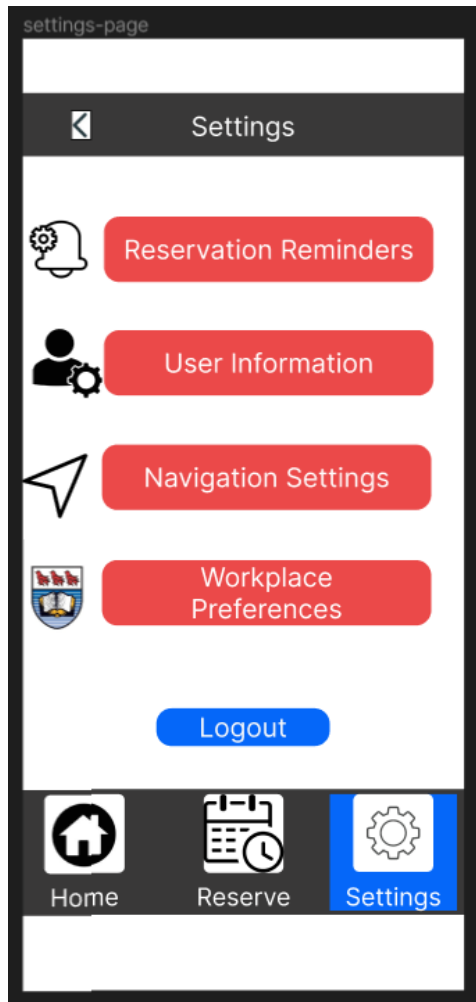 settings-page
Settings
Reservation Reminders
User Information
Navigation Settings
Workplace
Preferences
Logout
Home
Reserve
Settings